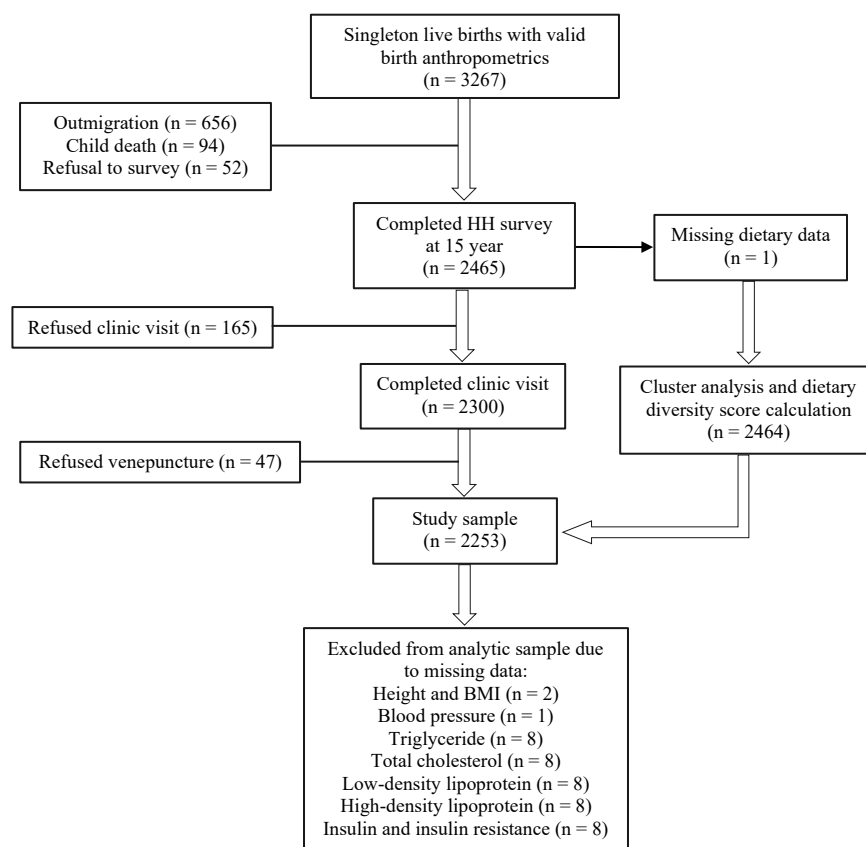 Singleton live births with valid
birth anthropometrics
(n = 3267)
Outmigration (n = 656)
Child death (n = 94)
Refusal to survey (n = 52)
Completed HH survey
at 15 year
(n = 2465)
Missing dietary data
(n = 1)
Refused clinic visit (n = 165)
Completed clinic visit
(n = 2300)
Cluster analysis and dietary
diversity score calculation
(n = 2464)
Refused venepuncture (n = 47)
Study sample
(n = 2253)
Excluded from analytic sample due
to missing data:
Height and BMI (n = 2)
Blood pressure (n = 1)
Triglyceride (n = 8)
Total cholesterol (n = 8)
Low-density lipoprotein (n = 8)
High-density lipoprotein (n = 8)
Insulin and insulin resistance (n = 8)